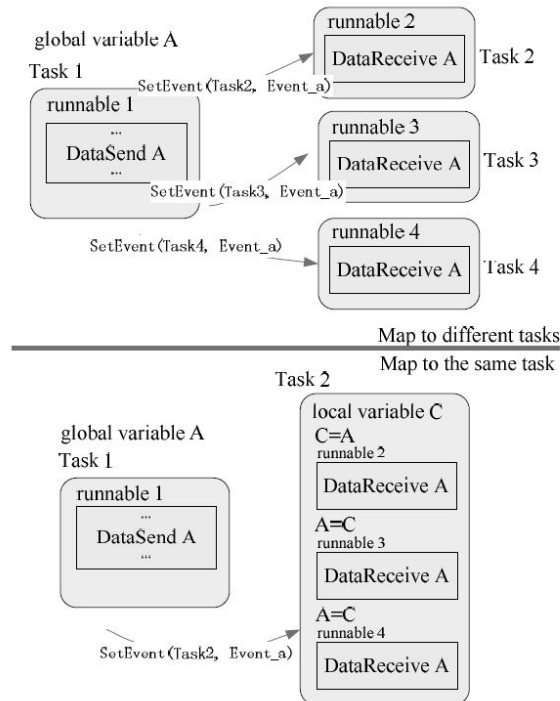 global variable A
Task 1
runnable 1
...
DataSend A
...
SetEvent(Task2, Event_a)
runnable 2
DataReceive A
Task 2
SetEvent(Task3, Event_a)
runnable 3
DataReceive A
Task 3
SetEvent(Task4, Event_a)
runnable 4
DataReceive A
Task 4
Map to different tasks
Map to the same task
global variable A
Task 1
runnable 1
...
DataSend A
...
SetEvent(Task2, Event_a)
Task 2
local variable C
C=A
runnable 2
DataReceive A
A=C
runnable 3
DataReceive A
A=C
runnable 4
DataReceive A